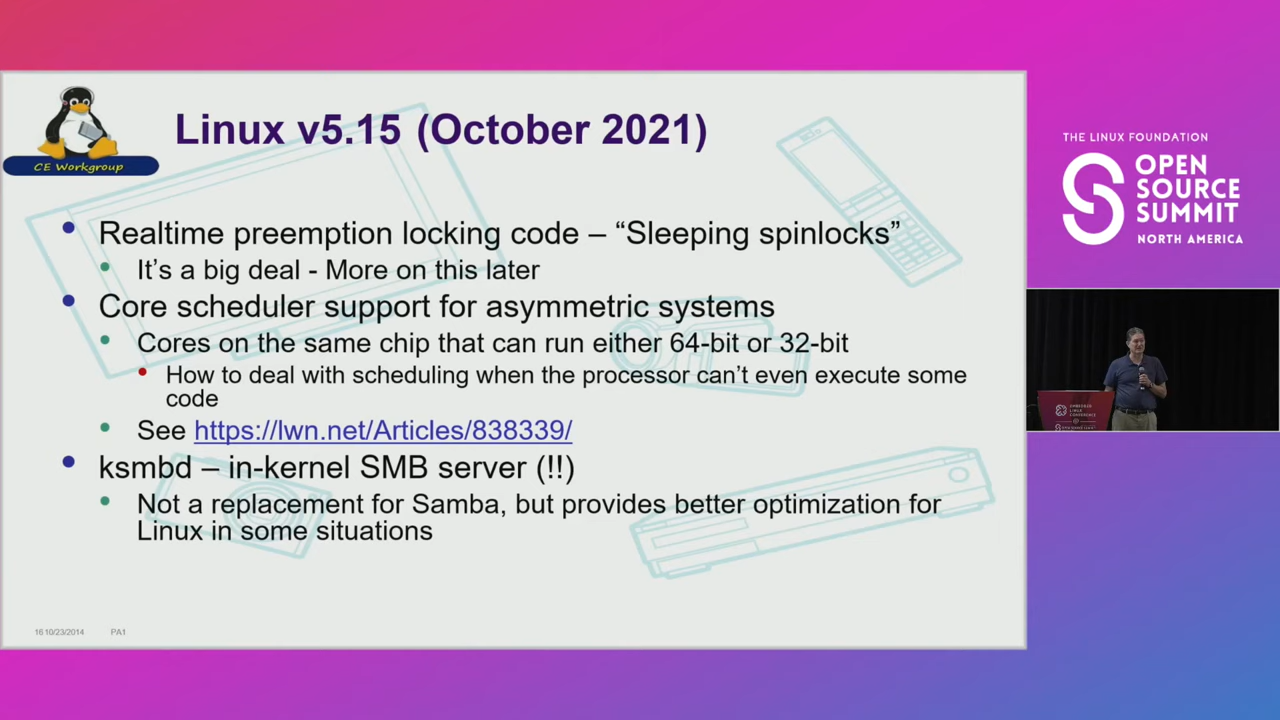 CE Workgroup
Linux v5.15 (October 2021)
Realtime preemption locking code – “Sleeping spinlocks”
It’s a big deal - More on this later
Core scheduler support for asymmetric systems
Cores on the same chip that can run either 64-bit or 32-bit
How to deal with scheduling when the processor can’t even execute some
code
See https://lwn.net/Articles/838339/
ksmbd – in-kernel SMB server (!!)
Not a replacement for Samba, but provides better optimization for
Linux in some situations
16 10/23/2014 PA1
THE LINUX FOUNDATION
OPEN
SOURCE
SUMMIT
NORTH AMERICA
EMBEDDED
LINUX
CONFERENCE